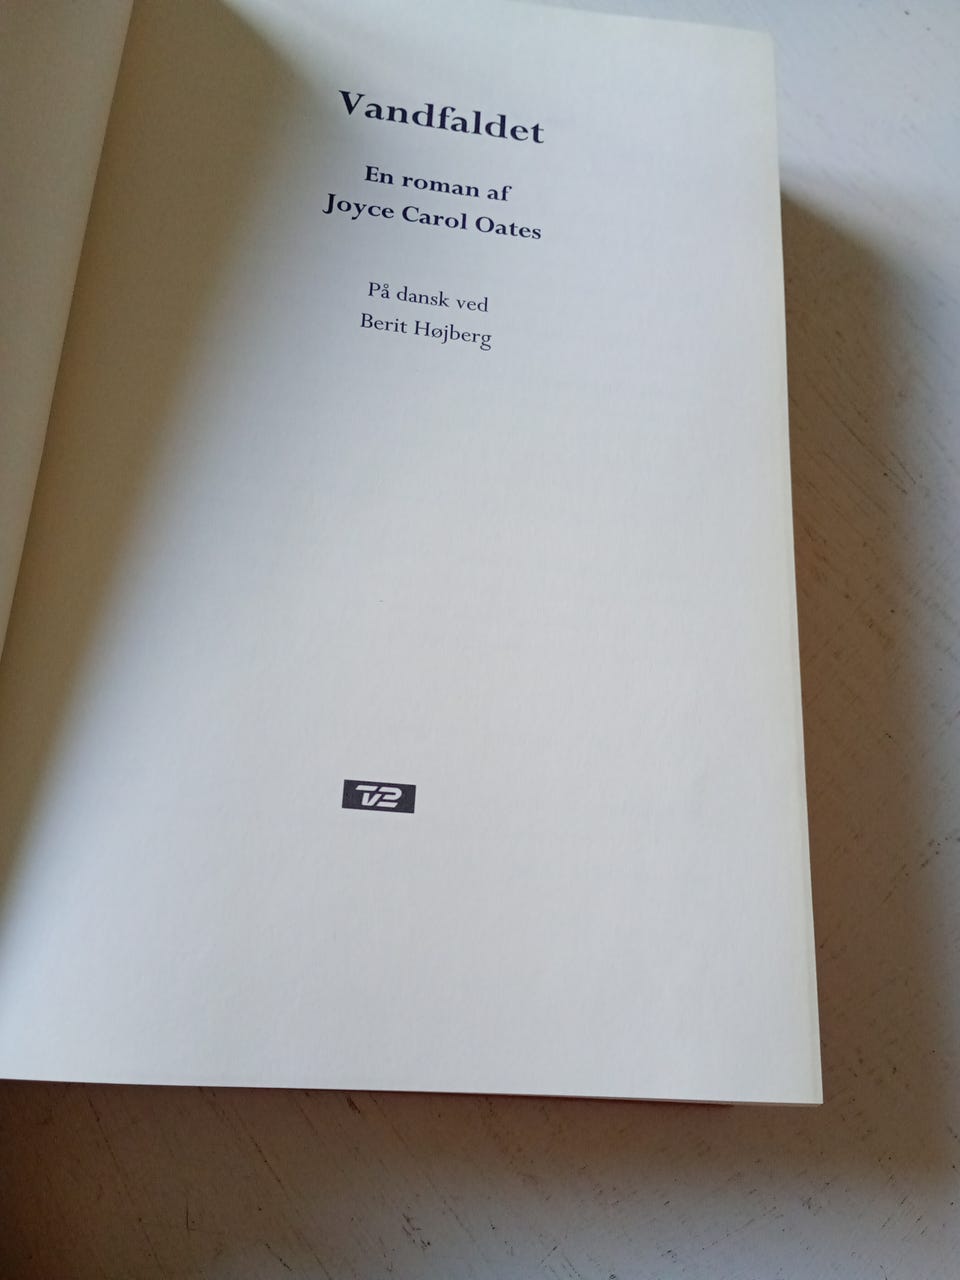 Vandfaldet
En roman af
Joyce Carol Oates
På dansk ved
Berit Højberg
TV2